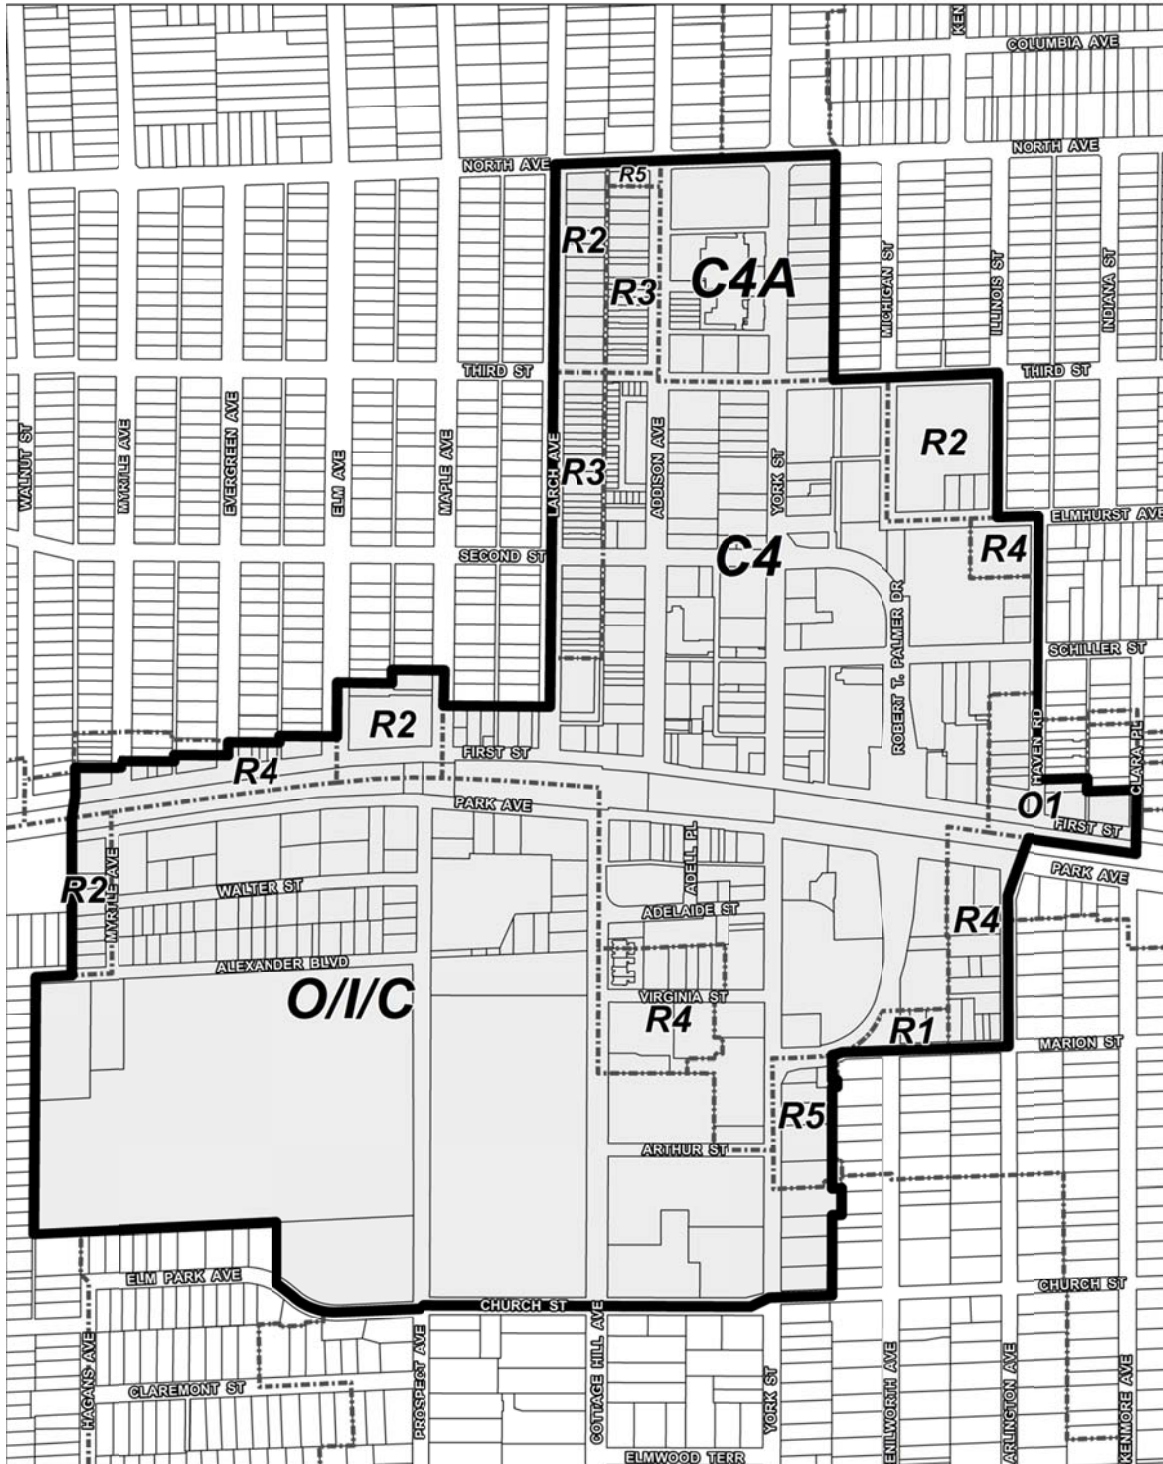 KEN
COLUMBIA AVE
NORTH AVE
NORTH AVE
R5
R2
R3
C4A
MICHIGAN ST
ILLINOIS ST
INDIANA ST
THIRD ST
THIRD ST
WALNUT ST
MYRTLE AVE
EVERGREEN AVE
ELM AVE
MAPLE AVE
LARCH AVE
R3
ADDISON AVE
YORK ST
R2
ELMHURST AVE
SECOND ST
C4
R4
ROBERT T. PALMER DR
SCHILLER ST
R2
FIRST ST
R4
HAVEN RD
CLARA PL
PARK AVE
O1
FIRST ST
ADELL PL
PARK AVE
R2
MYRTLE AVE
WALTER ST
ADELAIDE ST
R4
ALEXANDER BLVD
O/I/C
VIRGINIA ST
R4
R1
MARION ST
R5
ARTHUR ST
ELM PARK AVE
CHURCH ST
CHURCH ST
HAGANS AVE
CLAREMONT ST
PROSPECT AVE
COTTAGE HILL AVE
YORK ST
ENILWORTH AVE
ARLINGTON AVE
KENMORE AVE
ELMWOOD TERR